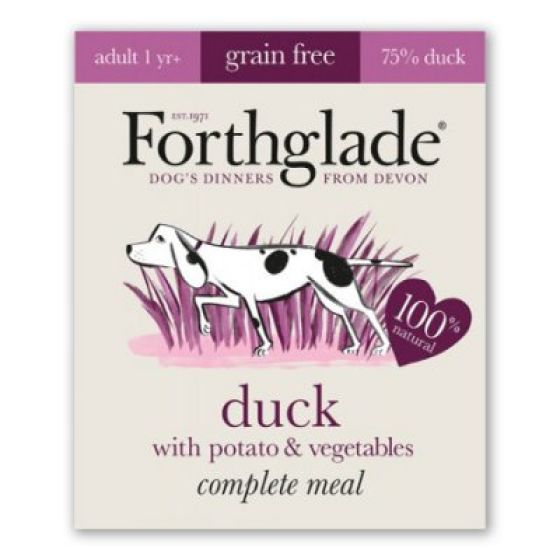 adult 1 yr+ grain free 75% duck
EST. 1971
Forthglade®
DOG'S DINNERS FROM DEVON
100%
natural
duck
with potato & vegetables
complete meal